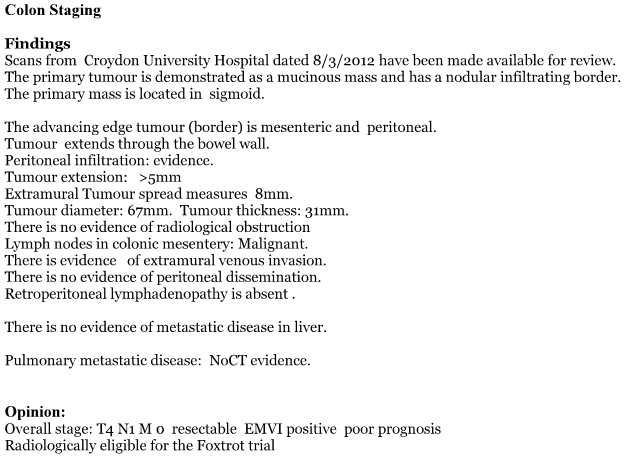 Colon Staging
Findings
Scans from Croydon University Hospital dated 8/3/2012 have been made available for review.
The primary tumour is demonstrated as a mucinous mass and has a nodular infiltrating border.
The primary mass is located in sigmoid.
The advancing edge tumour (border) is mesenteric and peritoneal.
Tumour extends through the bowel wall.
Peritoneal infiltration: evidence.
Tumour extension: >5mm
Extramural Tumour spread measures 8mm.
Tumour diameter: 67mm. Tumour thickness: 31mm.
There is no evidence of radiological obstruction
Lymph nodes in colonic mesentery: Malignant.
There is evidence of extramural venous invasion.
There is no evidence of peritoneal dissemination.
Retroperitoneal lymphadenopathy is absent .
There is no evidence of metastatic disease in liver.
Pulmonary metastatic disease: NoCT evidence.
Opinion:
Overall stage: T4 N1 M 0 resectable EMVI positive poor prognosis
Radiologically eligible for the Foxtrot trial